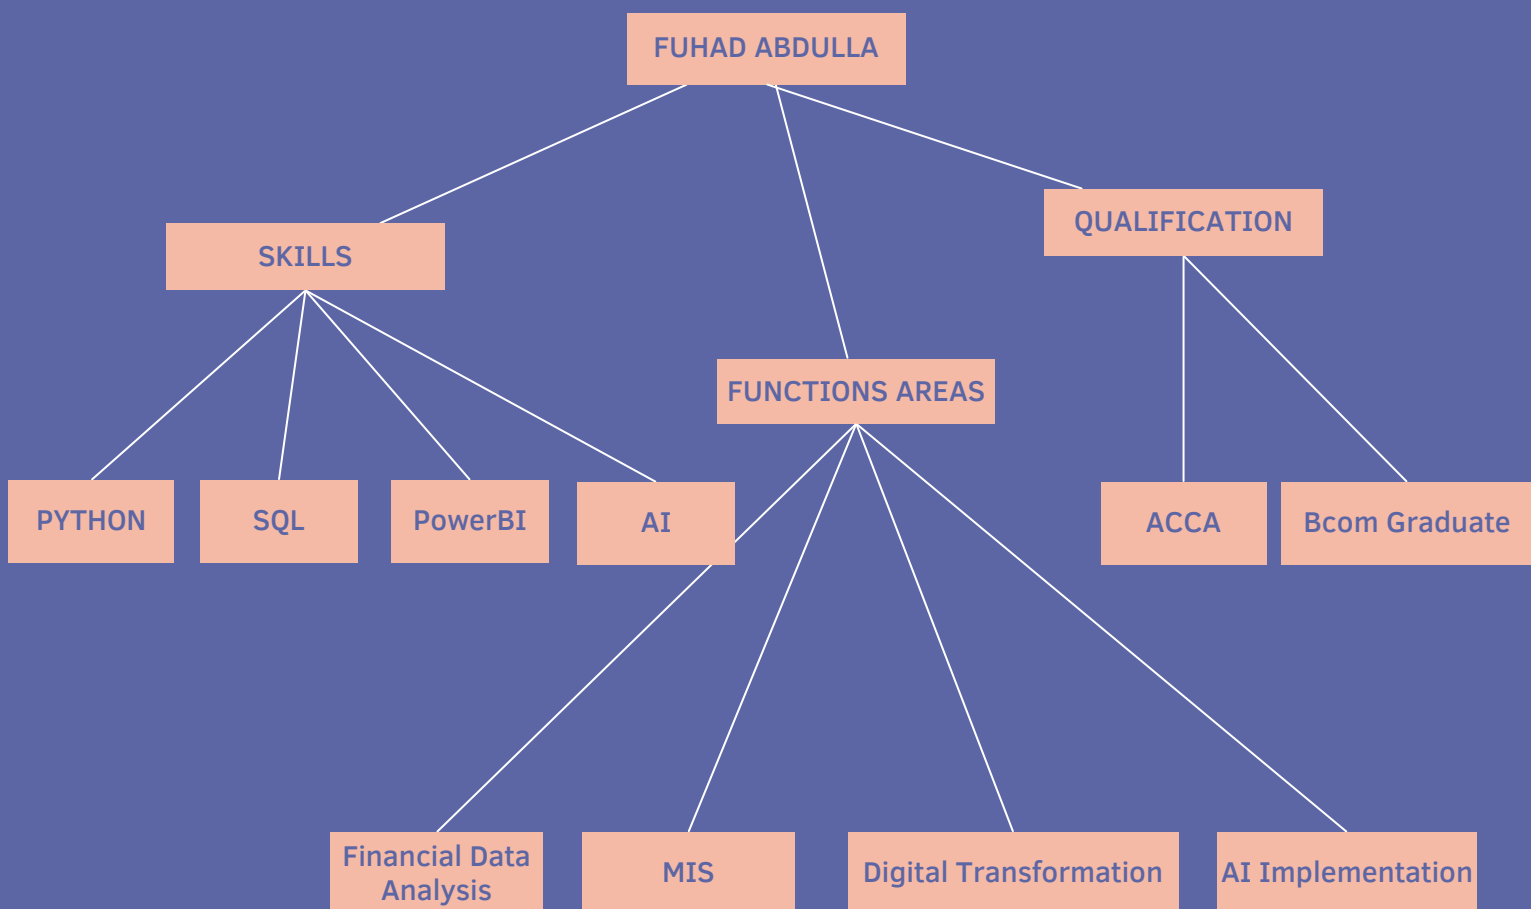 FUHAD ABDULLA
QUALIFICATION
SKILLS
FUNCTIONS AREAS
PYTHON
SQL
PowerBI
AI
ACCA
Bcom Graduate
Financial Data
Analysis
MIS
Digital Transformation
AI Implementation